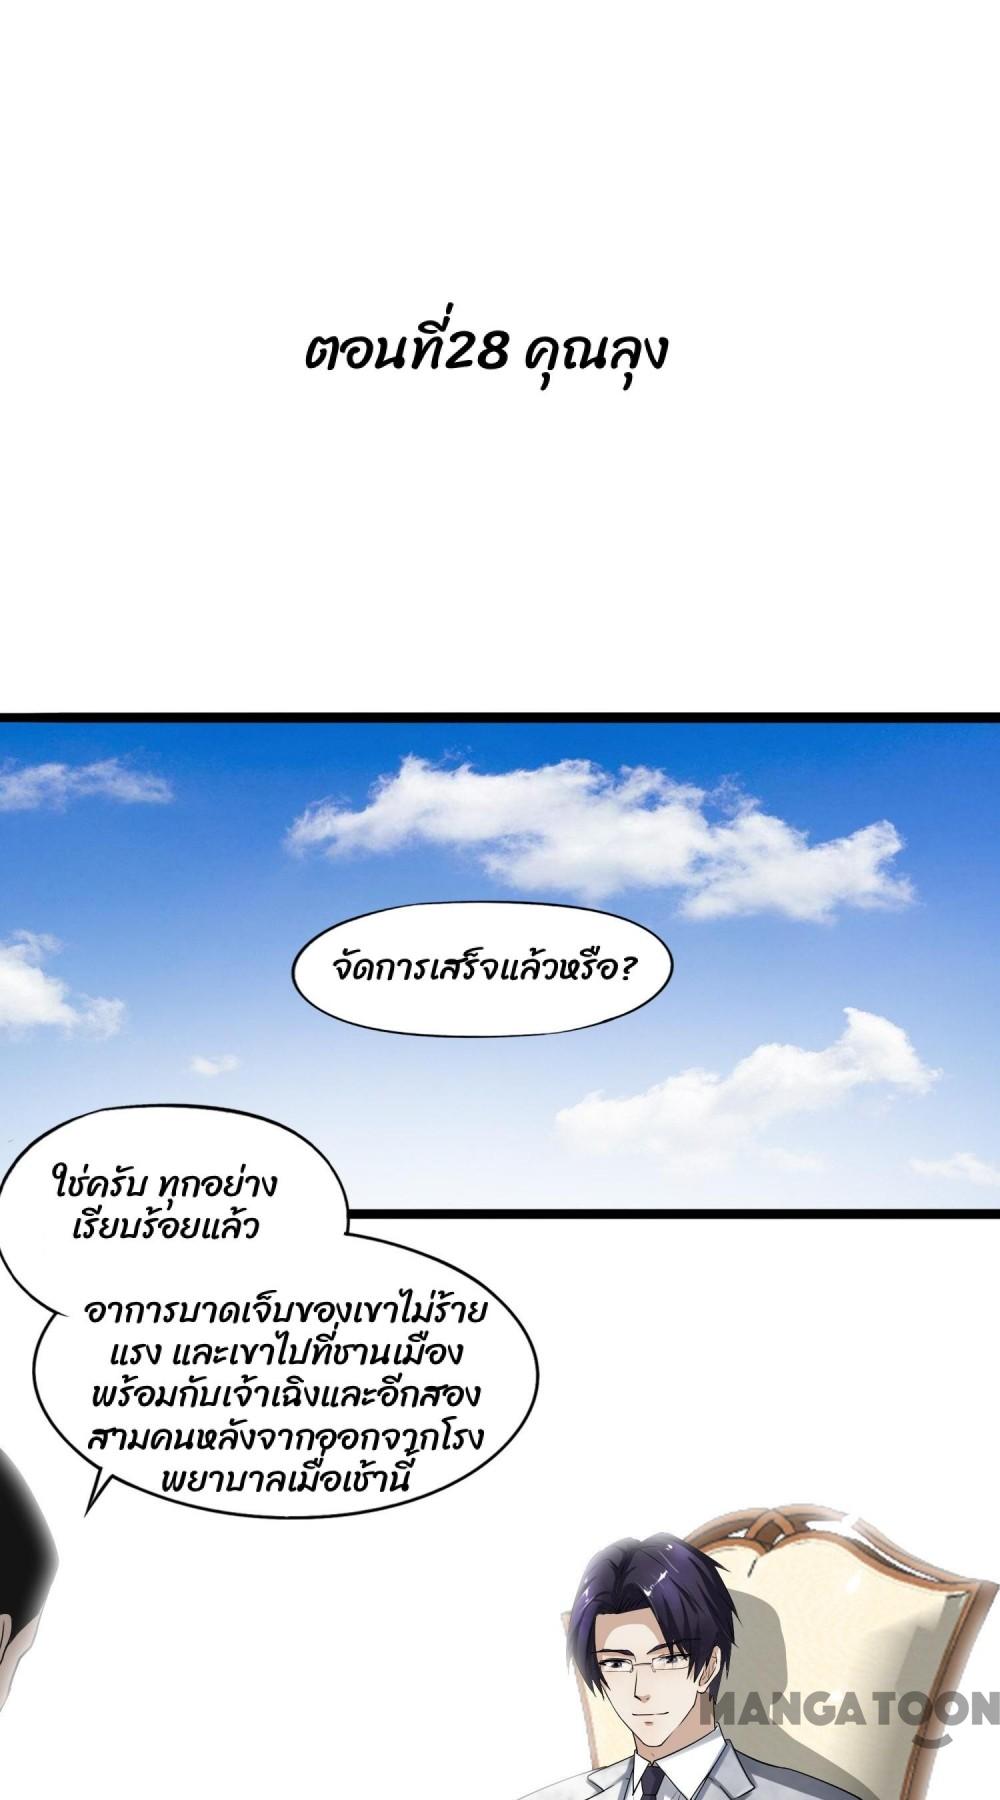 ตอนที่28 คุณลุง
จัดการเสร็จแล้วหรือ?
ใช่ครับ ทุกอย่าง
เรียบร้อยแล้ว
อาการบาดเจ็บของเขาไม่ร้าย
แรง และเขาไปที่ชานเมือง
พร้อมกับเจ้าเฉิงและอีกสอง
สามคนหลังจากออกจากโรง
พยาบาลเมื่อเช้านี้
MANGATOON